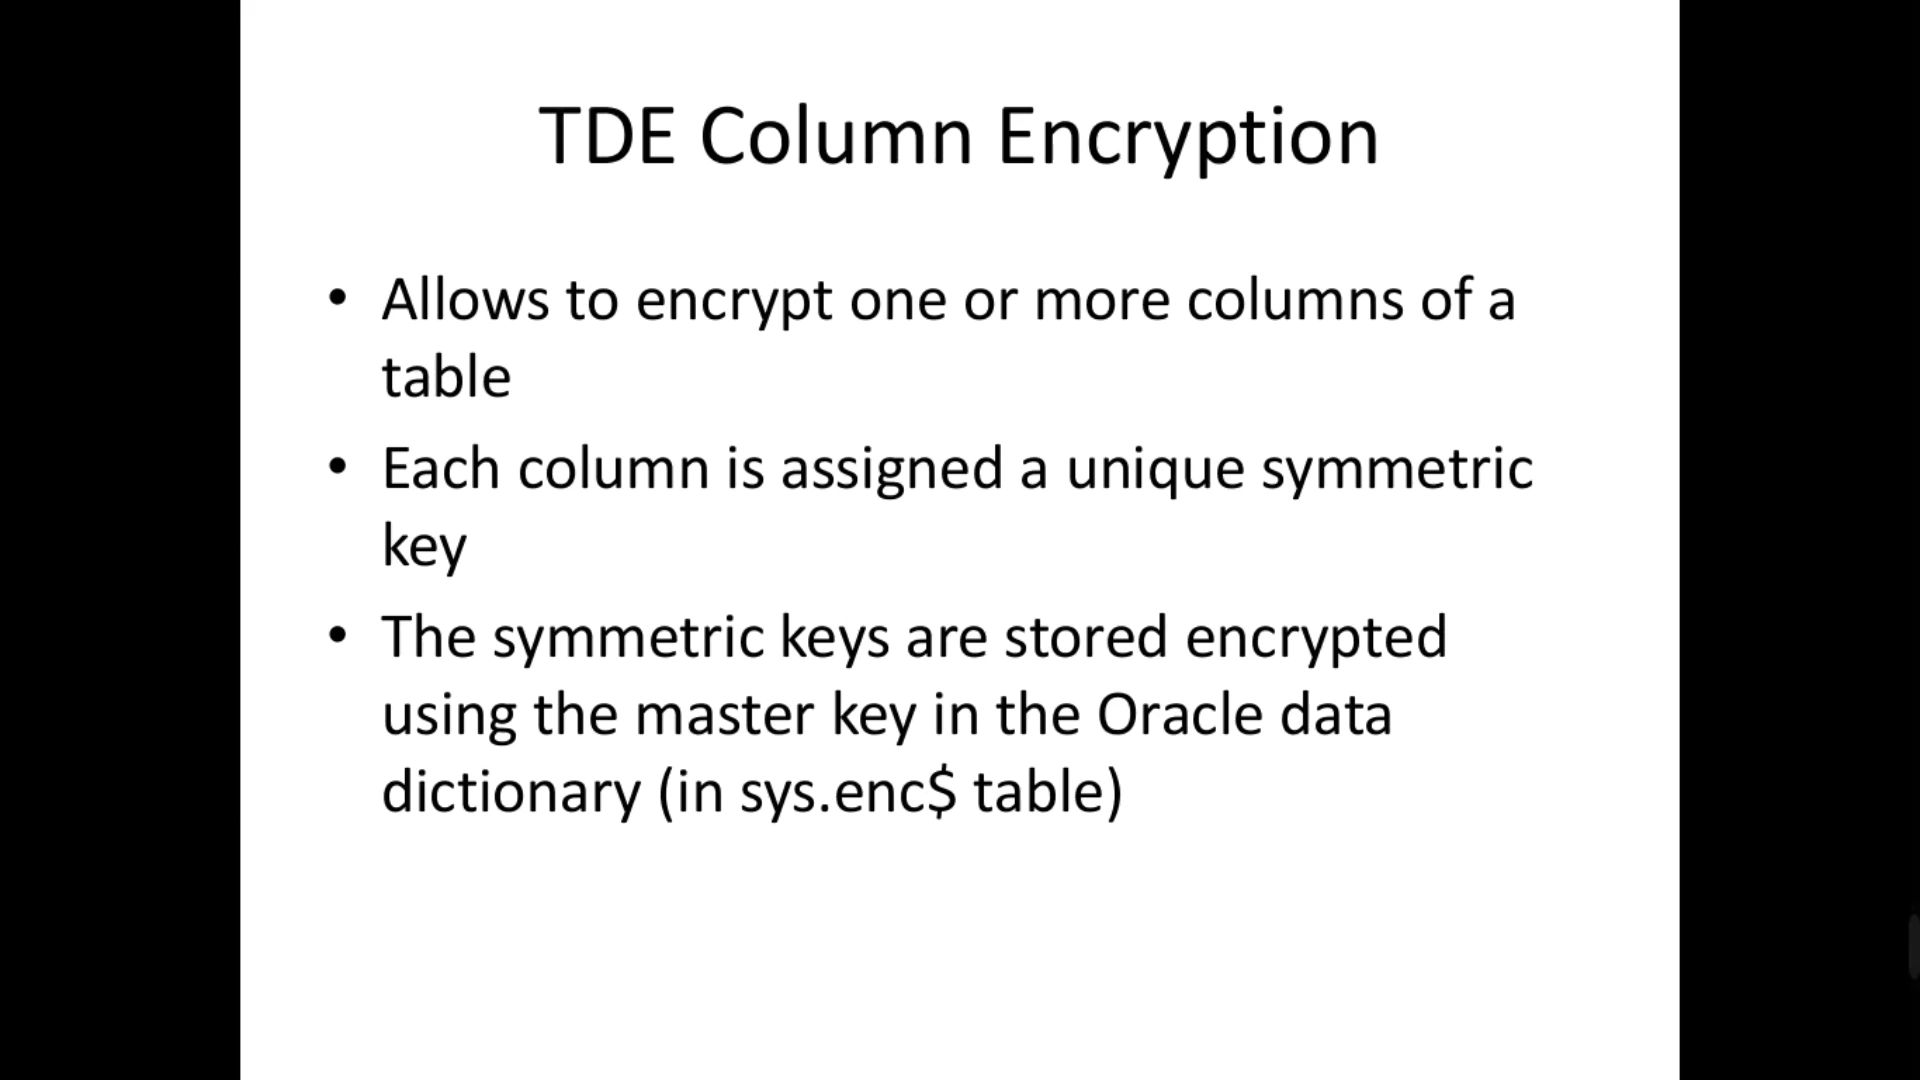 TDE Column Encryption
• Allows to encrypt one or more columns of a
table
• Each column is assigned a unique symmetric
key
• The symmetric keys are stored encrypted
using the master key in the Oracle data
dictionary (in sys.enc$ table)